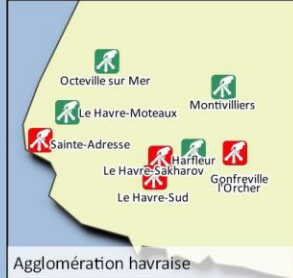 Octeville sur Mer
Montivilliers
Le Havre-Moteaux
Sainte-Adresse
Harfleur
Le Havre-Sakharov
Gonfreville
l'Orcher
Le Havre-Sud
Agglomération havraise